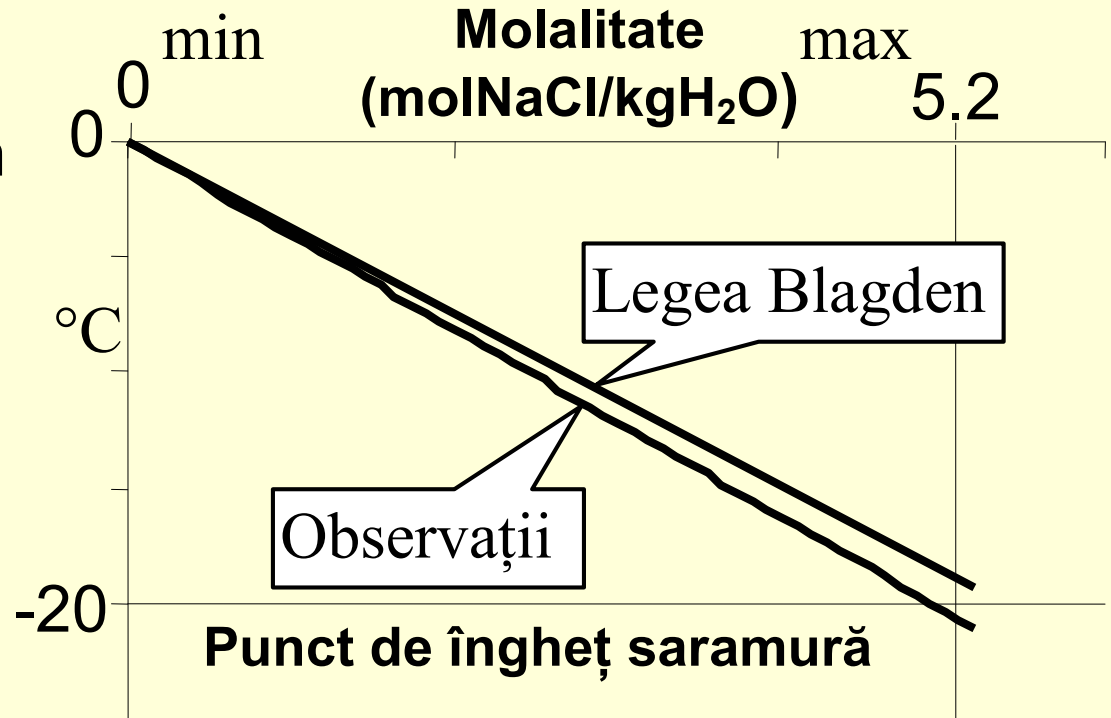 min
Molalitate
max
0
(molNaCl/kgH₂O)
5.2
0
Legea Blagden
°C
Observații
-20
Punct de îngheț saramură